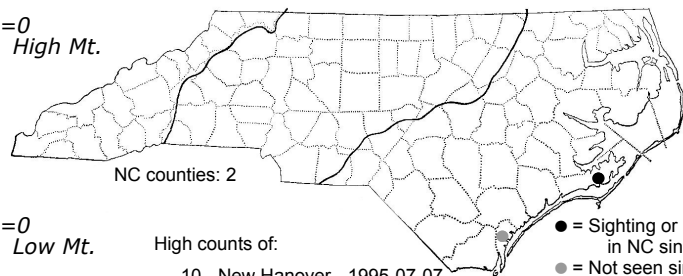 =0
High Mt.
NC counties: 2
=0
Low Mt.
High counts of:
● = Sighting or
in NC sin
10 - New Hanover - 1995-07-07
● = Not seen sin